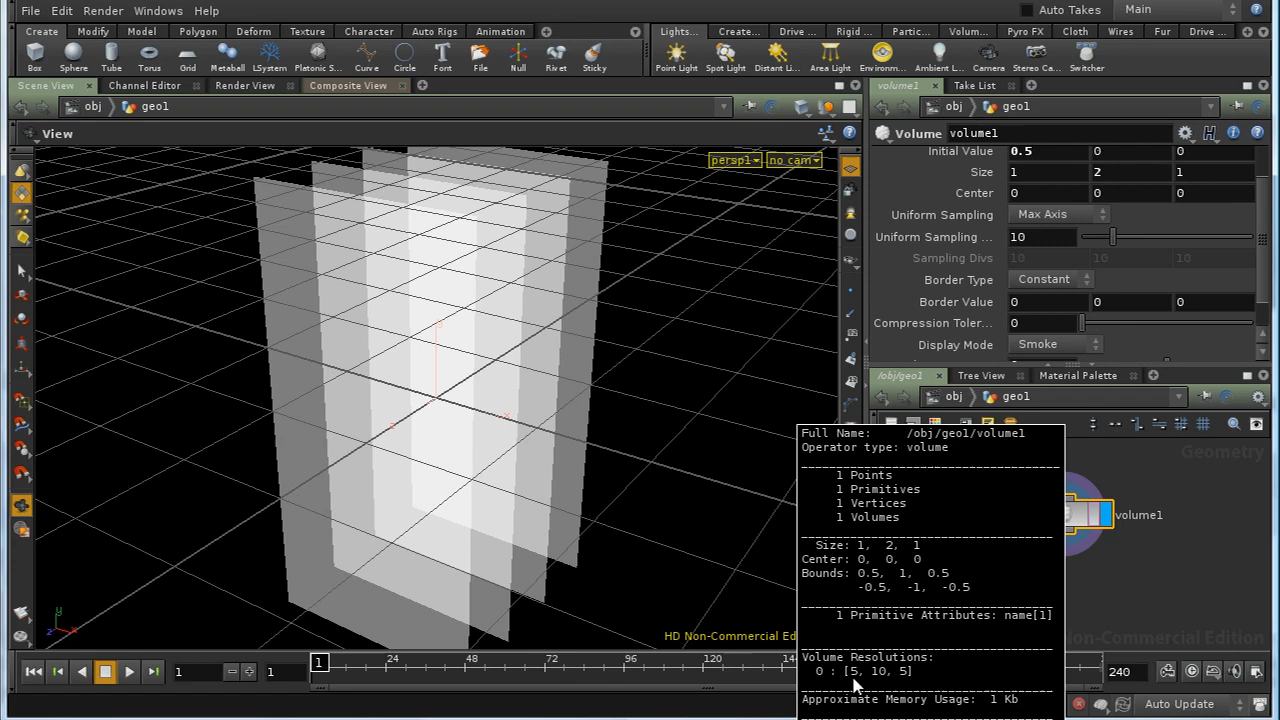 File Edit Render Windows Help Auto Takes Main
Create Modify Model Polygon Deform Texture Character Auto Rigs Animation Lights... Create... Drive ... Rigid ... Partic... Volum... Pyro FX Cloth Wires Fur Drive ...
Box Sphere Tube Torus Grid Metaball LSystem Platonic S... Curve Circle Font File Null Rivet Sticky Point Light Spot Light Distant Li... Area Light Environm... Ambient L... Camera Stereo Ca... Switcher
Scene View Channel Editor Render View Composite View volume1 Take List
obj geo1 obj geo1
View Volume volume1
persp1 no cam
Initial Value 0.5 0 0
Size 1 2 1
Center 0 0 0
Uniform Sampling Max Axis
Uniform Sampling ... 10
Sampling Divs 10 10 10
Border Type Constant
Border Value 0 0 0
Compression Toler... 0
Display Mode Smoke
/obj/geo1 Tree View Material Palette
obj geo1
Geometry
Full Name: /obj/geo1/volume1
Operator type: volume
1 Points
1 Primitives
1 Vertices
1 Volumes
volume1
Size: 1, 2, 1
Center: 0, 0, 0
Bounds: 0.5, 1, 0.5
-0.5, -1, -0.5
1 Primitive Attributes: name[1]
HD Non-Commercial Ed
Non-Commercial Edition
Volume Resolutions:
0 : [5, 10, 5]
Approximate Memory Usage: 1 Kb
1 1 1 24 48 72 96 120 240
Auto Update
y
z x